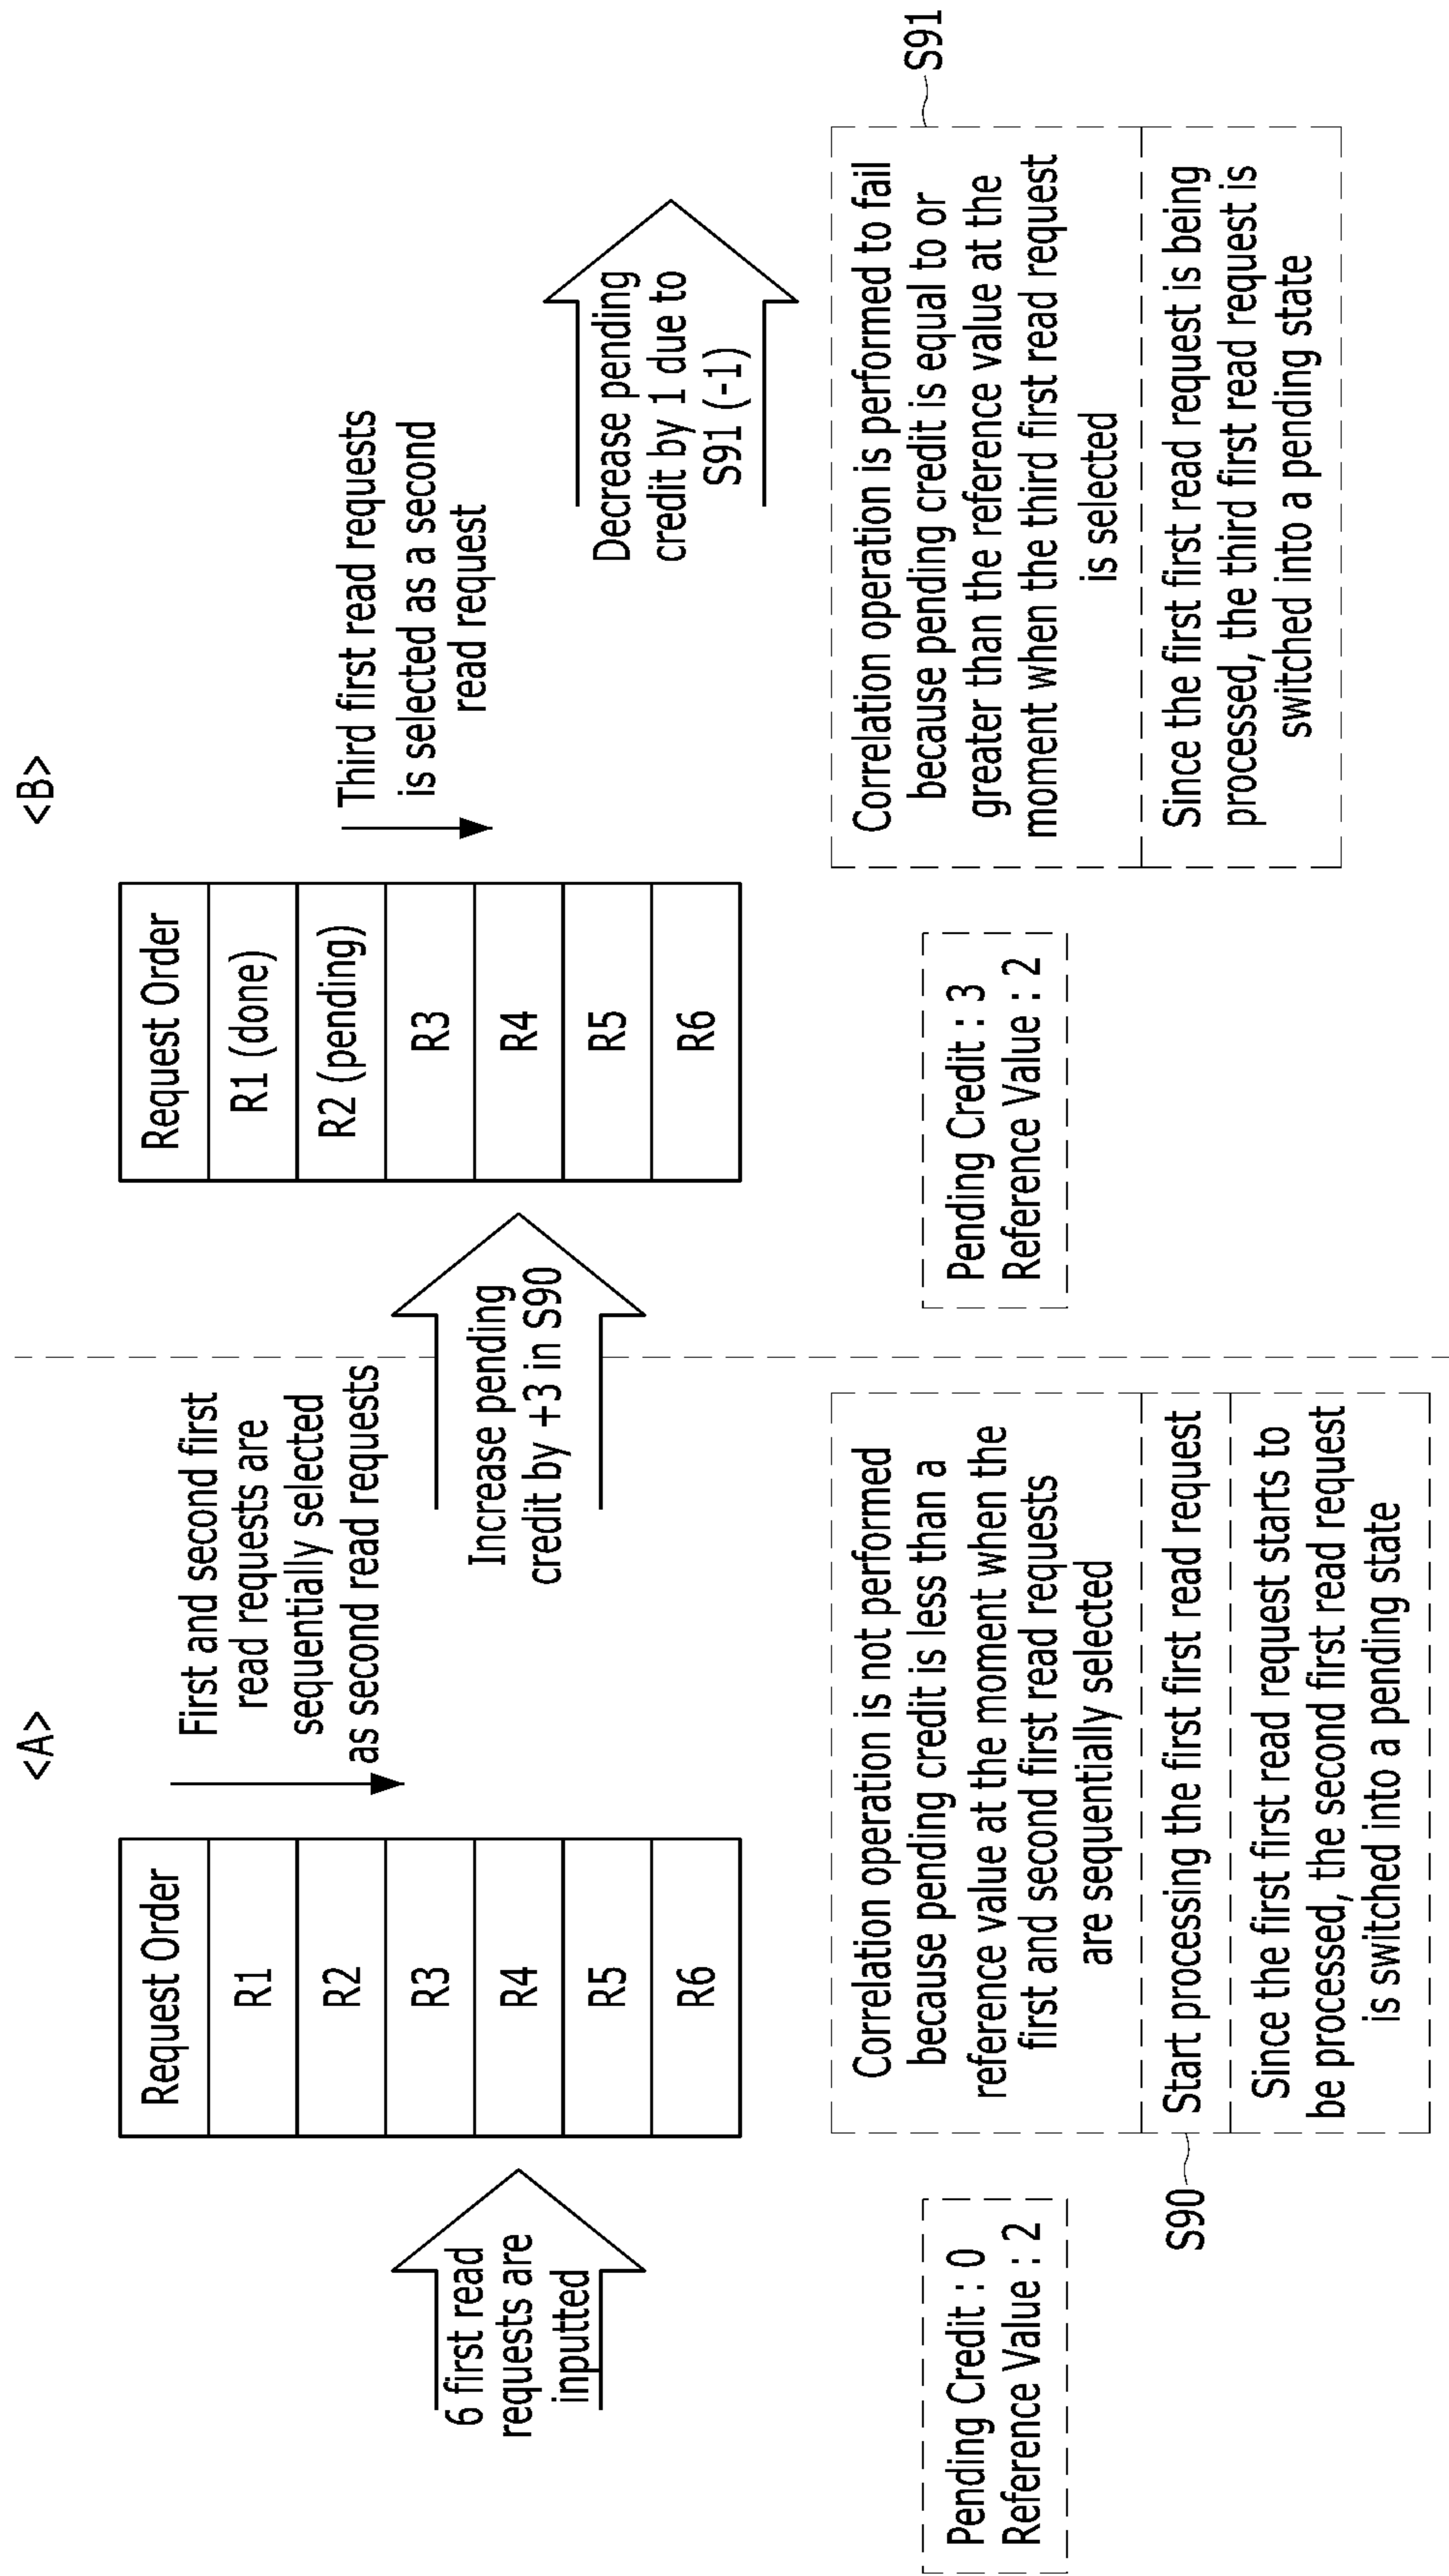 <A>
6 first read
requests are
inputted
Request Order
R1
R2
R3
R4
R5
R6
First and second first
read requests are
sequentially selected
as second read requests
Increase pending
credit by +3 in S90
Pending Credit : 0
Reference Value : 2
Correlation operation is not performed
because pending credit is less than a
reference value at the moment when the
first and second first read requests
are sequentially selected
S90
Start processing the first first read request
Since the first first read request starts to
be processed, the second first read request
is switched into a pending state
<B>
Request Order
R1 (done)
R2 (pending)
R3
R4
R5
R6
Third first read requests
is selected as a second
read request
Decrease pending
credit by 1 due to
S91 (-1)
Pending Credit : 3
Reference Value : 2
Correlation operation is performed to fail
because pending credit is equal to or
greater than the reference value at the
moment when the third first read request
is selected
S91
Since the first first read request is being
processed, the third first read request is
switched into a pending state